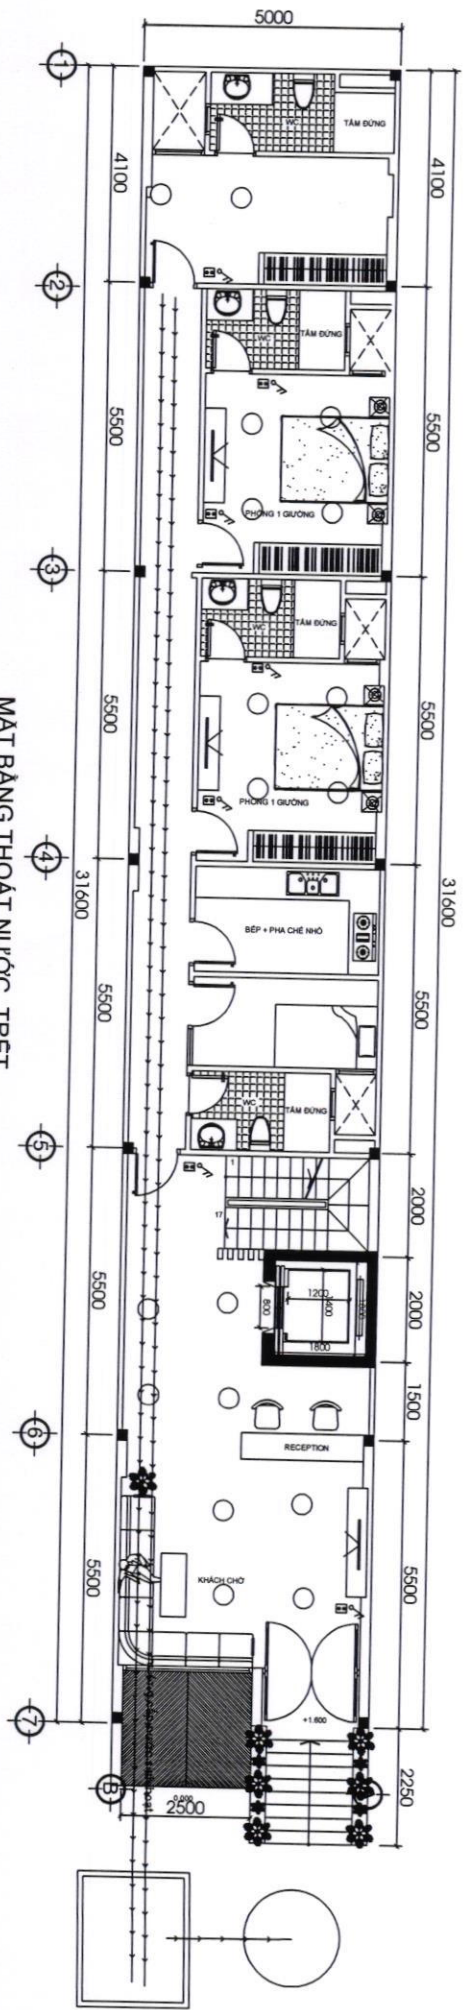 5000
1
4100
4100
WC
TẮM ĐỨNG
2
WC
TẮM ĐỨNG
5500
5500
PHÒNG 1 GIƯỜNG
3
WC
TẮM ĐỨNG
5500
5500
PHÒNG 1 GIƯỜNG
4
31600
31600
BẾP + PHA CHẾ NHỎ
5500
5500
WC
TẮM ĐỨNG
5
1
17
2000
1200
1400
800
1800
2000
5500
1500
6
RECEPTION
KHÁCH CHỜ
5500
5500
7
+1.600
B
0.000
2500
2250
MẶT BẰNG THOÁT NƯỚC TRỆT